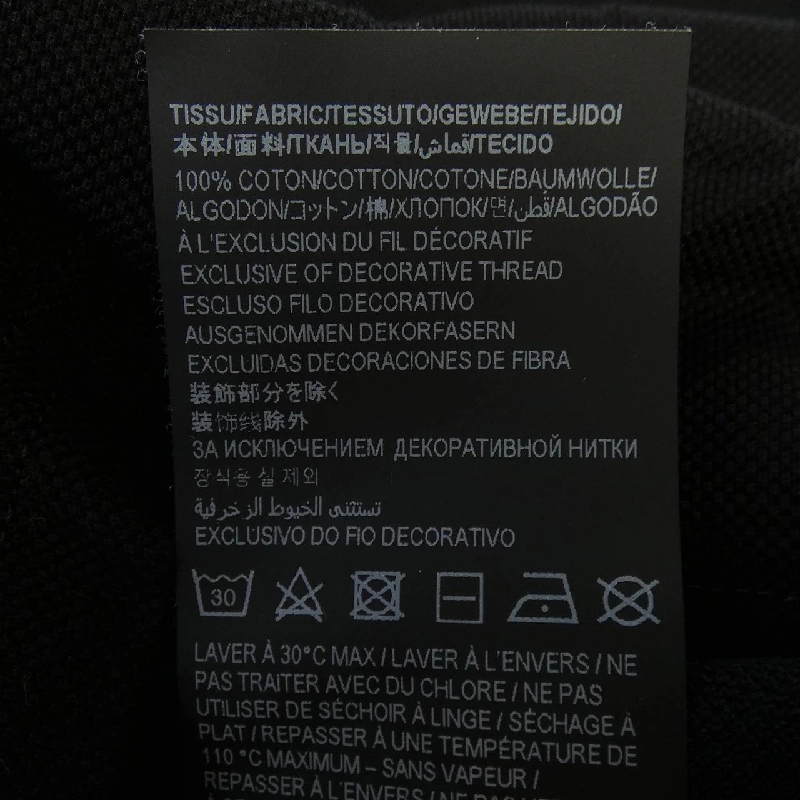 TISSU/FABRIC/TESSUTO/GEWEBE/TEJIDO/
本体/面料/ТКАНЬ/직물/قماش/TECIDO
100% COTON/COTTON/COTONE/BAUMWOLLE/
ALGODON/コットン/棉/ХЛОПОК/면/قطن/ALGODÃO
À L'EXCLUSION DU FIL DÉCORATIF
EXCLUSIVE OF DECORATIVE THREAD
ESCLUSO FILO DECORATIVO
AUSGENOMMEN DEKORFASERN
EXCLUIDAS DECORACIONES DE FIBRA
装飾部分を除く
装饰线除外
ЗА ИСКЛЮЧЕНИЕМ ДЕКОРАТИВНОЙ НИТКИ
장식용 실 제외
تستثنى الخيوط الزخرفية
EXCLUSIVO DO FIO DECORATIVO
30
LAVER À 30°C MAX / LAVER À L'ENVERS / NE
PAS TRAITER AVEC DU CHLORE / NE PAS
UTILISER DE SÉCHOIR À LINGE / SÉCHAGE À
PLAT / REPASSER À UNE TEMPÉRATURE DE
110 °C MAXIMUM – SANS VAPEUR /
REPASSER À L'ENVERS / NE PAS